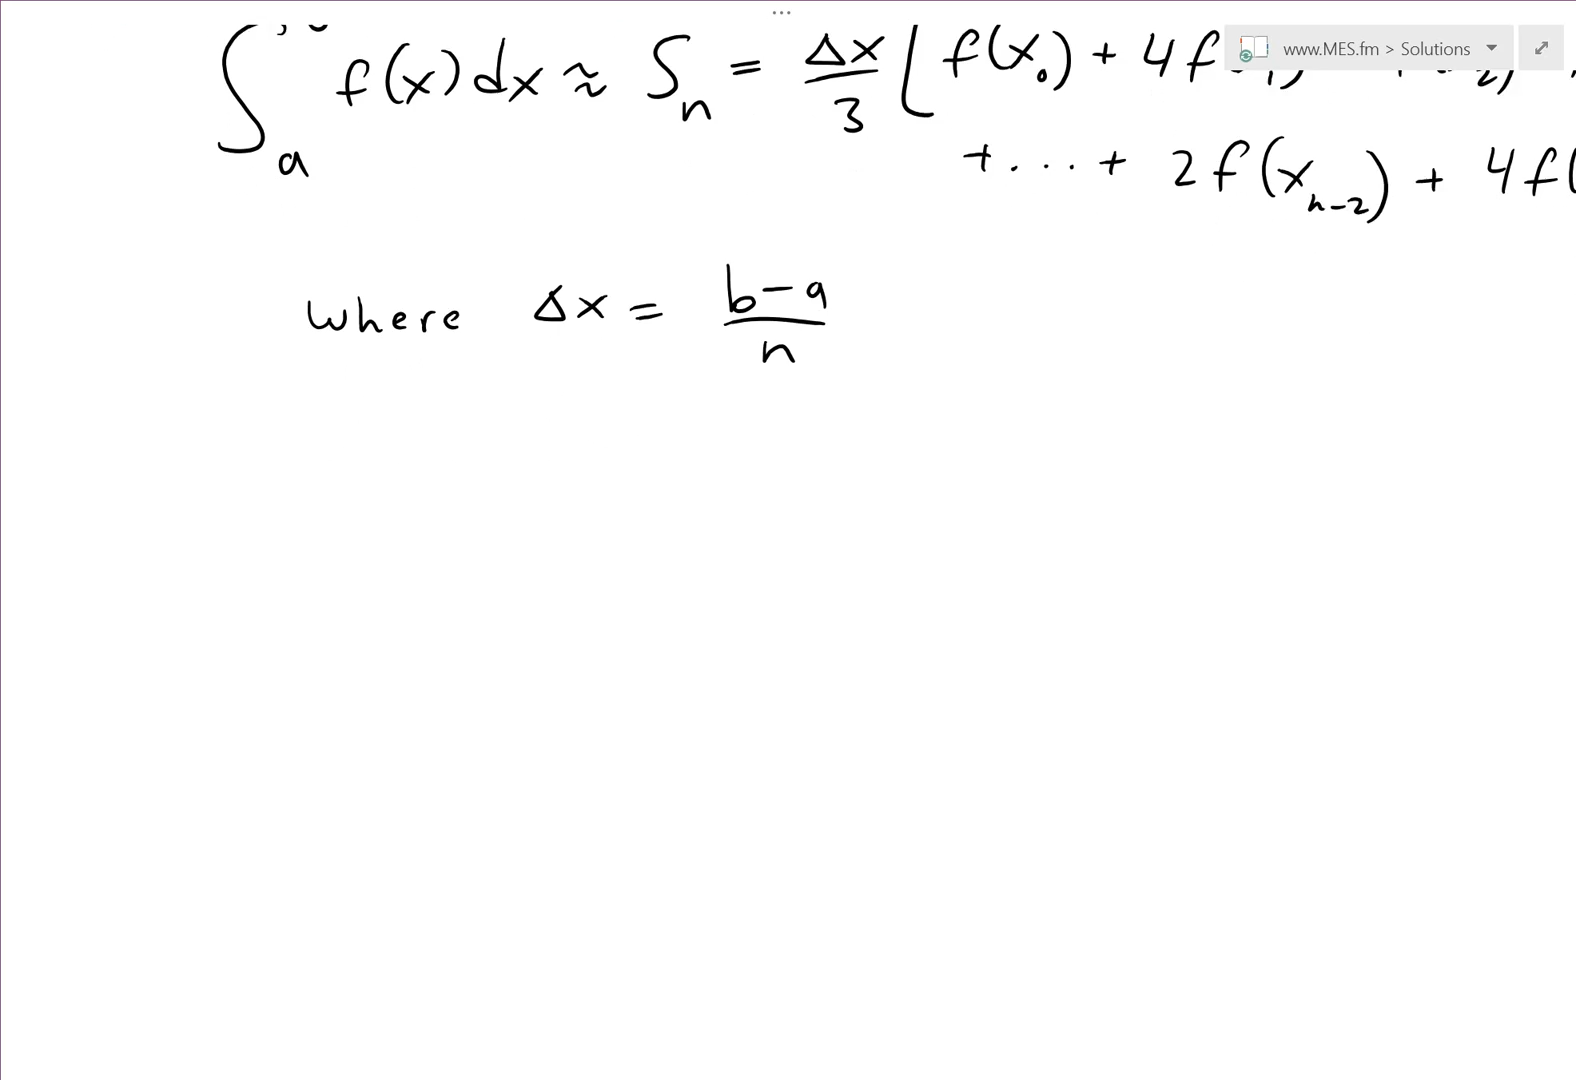 ∫ₐ f(x) dx ≈ Sₙ = Δx/3 [ f(x₀) + 4f
www.MES.fm > Solutions
+ ... + 2f(xₙ₋₂) + 4f(
where Δx = b-a/n